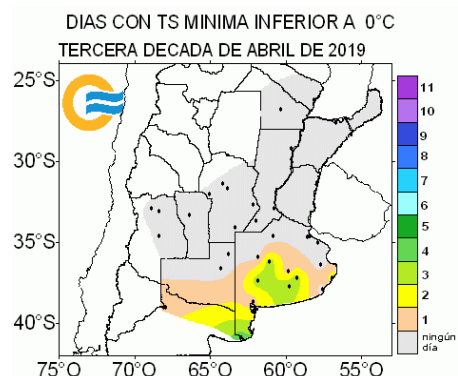 DIAS CON TS MINIMA INFERIOR A 0°C
TERCERA DECADA DE ABRIL DE 2019
25°S
30°S
35°S
40°S
75°O
70°O
65°O
60°O
55°O
11
10
9
8
7
6
5
4
3
2
1
ningún
día